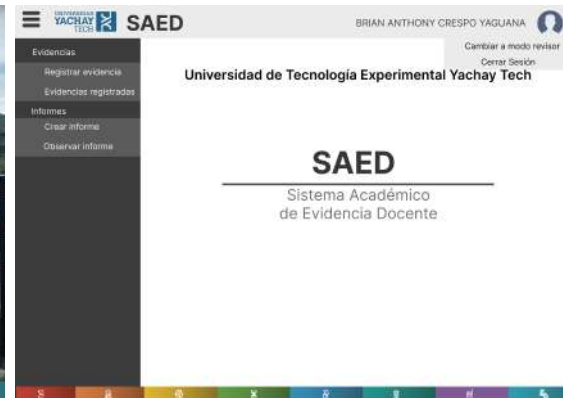 UNIVERSIDAD
YACHAY
TECH
SAED
BRIAN ANTHONY CRESPO YAGUANA
Cambiar a modo revisor
Cerrar Sesión
Evidencias
Registrar evidencia
Evidencias registradas
Informes
Crear informe
Observar informe
Universidad de Tecnología Experimental Yachay Tech
SAED
Sistema Académico
de Evidencia Docente